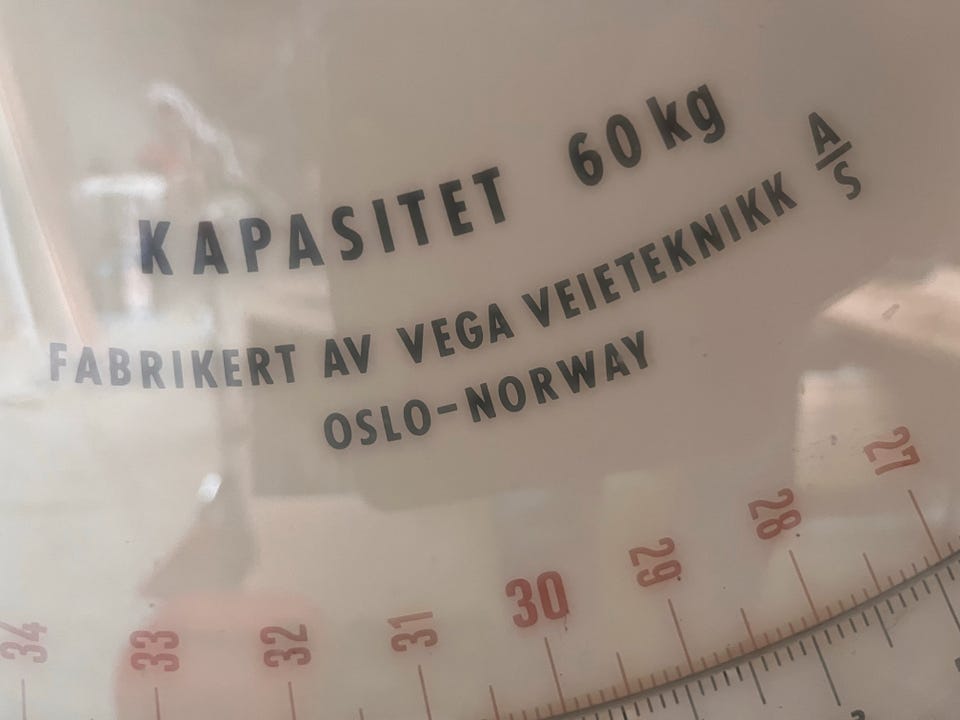 KAPASITET 60 kg
FABRIKERT AV VEGA VEIETEKNIKK A/S
OSLO-NORWAY
34 33 32 31 30 29 28 27